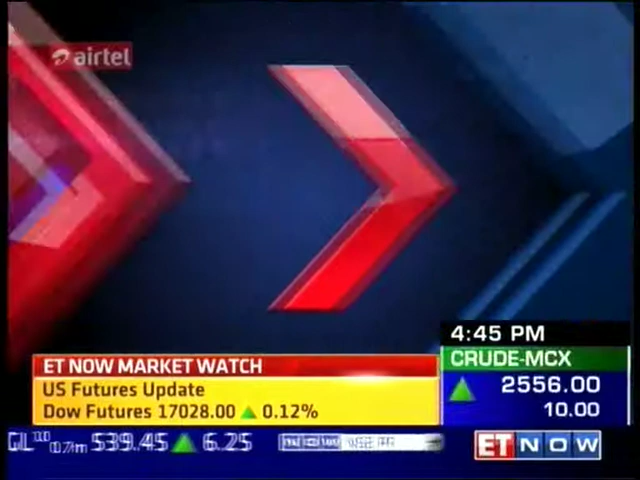 airtel
4:45 PM
ET NOW MARKET WATCH
CRUDE-MCX
US Futures Update
2556.00
Dow Futures 17028.00 ▲ 0.12%
10.00
539.45 ▲ 6.25
ET NOW